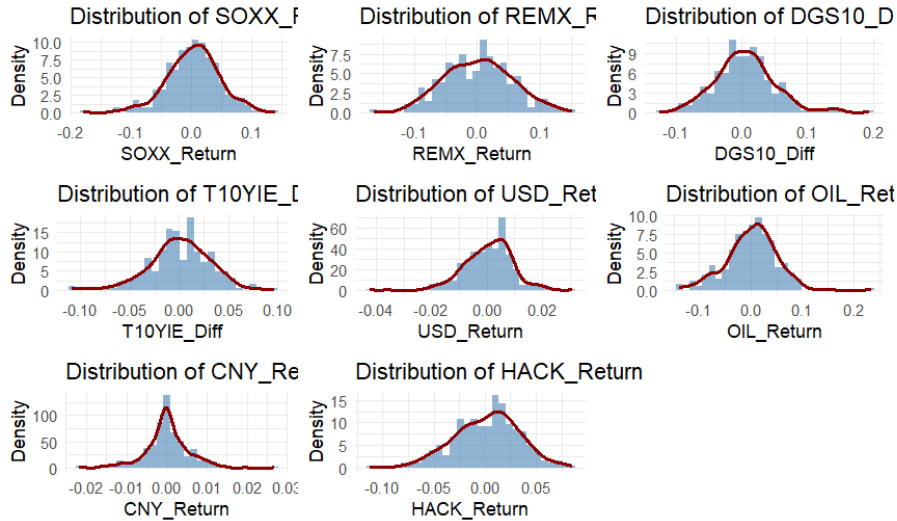 Distribution of SOXX_F
Density
10.0
7.5
5.0
2.5
0.0
-0.2 -0.1 0.0 0.1
SOXX_Return
Distribution of REMX_R
Density
7.5
5.0
2.5
0.0
-0.1 0.0 0.1
REMX_Return
Distribution of DGS10_D
Density
9
6
3
0
-0.1 0.0 0.1 0.2
DGS10_Diff
Distribution of T10YIE_D
Density
15
10
5
0
-0.10 -0.05 0.00 0.05 0.10
T10YIE_Diff
Distribution of USD_Ret
Density
60
40
20
0
-0.04 -0.02 0.00 0.02
USD_Return
Distribution of OIL_Ret
Density
10.0
7.5
5.0
2.5
0.0
-0.1 0.0 0.1 0.2
OIL_Return
Distribution of CNY_Re
Density
100
50
0
-0.02 -0.01 0.00 0.01 0.02 0.03
CNY_Return
Distribution of HACK_Return
Density
15
10
5
0
-0.10 -0.05 0.00 0.05
HACK_Return